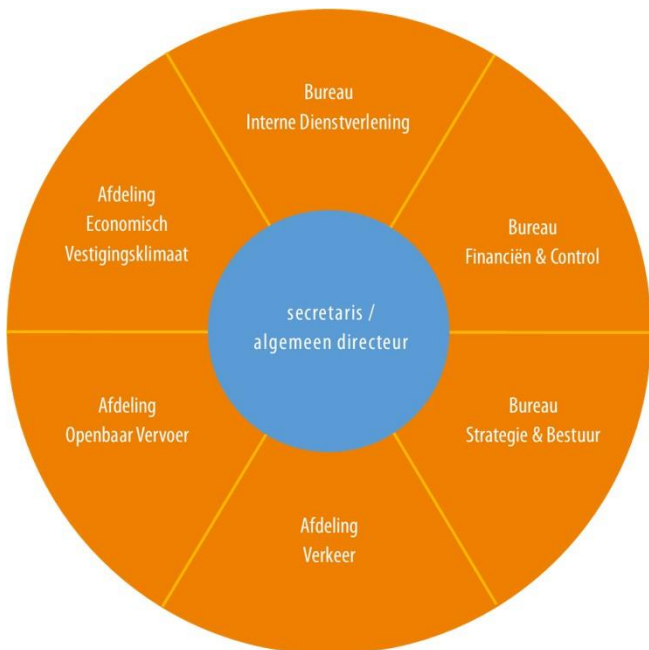 Bureau
Interne Dienstverlening
Bureau
Financiën & Control
Bureau
Strategie & Bestuur
Afdeling
Verkeer
Afdeling
Openbaar Vervoer
Afdeling
Economisch
Vestigingsklimaat
secretaris /
algemeen directeur